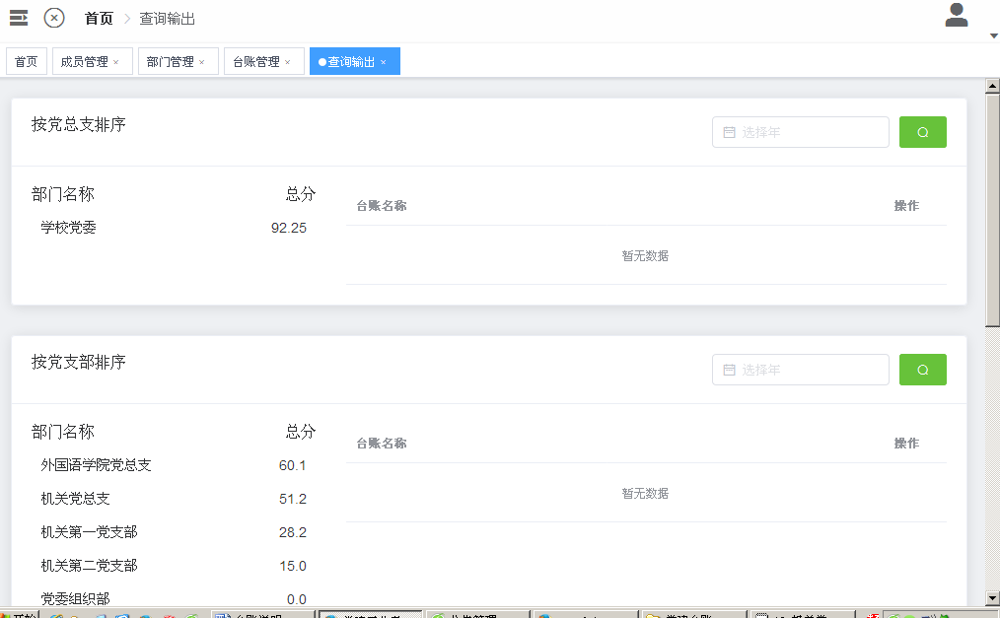 首页 查询输出
首页 成员管理 × 部门管理 × 台账管理 × 查询输出 ×
按党总支排序 选择年
部门名称 总分 台账名称 操作
学校党委 92.25
暂无数据
按党支部排序 选择年
部门名称 总分 台账名称 操作
外国语学院党总支 60.1
机关党总支 51.2
暂无数据
机关第一党支部 28.2
机关第二党支部 15.0
党委组织部 0.0
开始